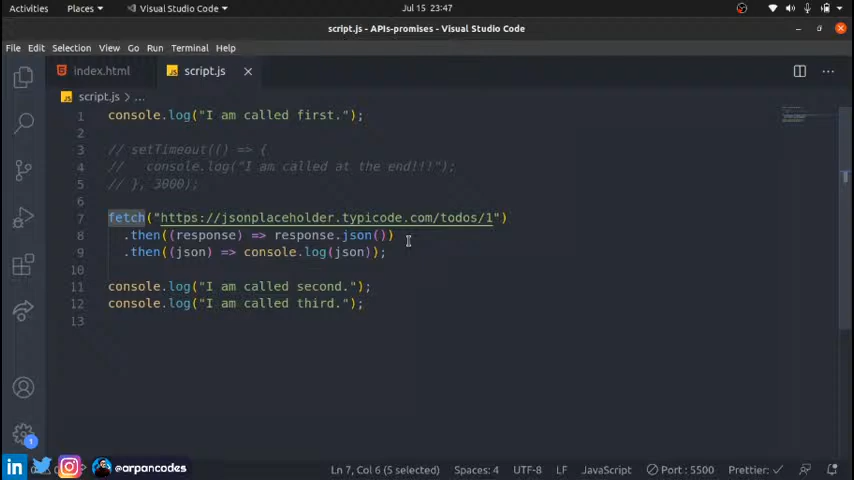 Activities Places Visual Studio Code Jul 15 23:47
script.js - APIs-promises - Visual Studio Code
File Edit Selection View Go Run Terminal Help
index.html script.js
script.js > ...
1 console.log("I am called first.");
2
3 // setTimeout(() => {
4 //   console.log("I am called at the end!!!");
5 // }, 3000);
6
7 fetch("https://jsonplaceholder.typicode.com/todos/1")
8   .then((response) => response.json())
9   .then((json) => console.log(json));
10
11 console.log("I am called second.");
12 console.log("I am called third.");
13
1
in @arpancodes
Ln 7, Col 6 (5 selected) Spaces: 4 UTF-8 LF JavaScript Port : 5500 Prettier: ✓